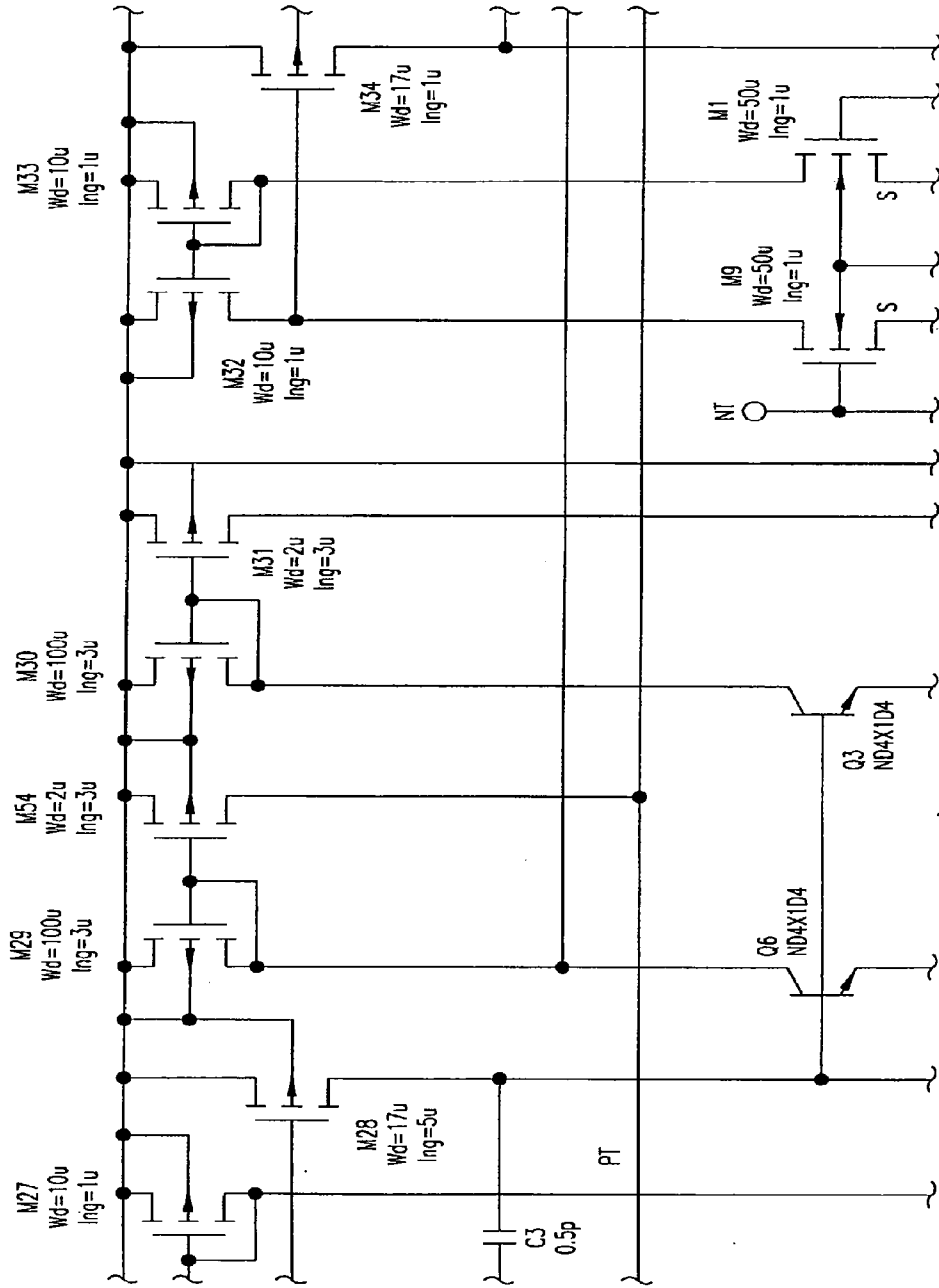 M27
Wd=10u
lng=1u
M28
Wd=17u
lng=5u
C3
0.5p
PT
M29
Wd=100u
lng=3u
M54
Wd=2u
lng=3u
M30
Wd=100u
lng=3u
M31
Wd=2u
lng=3u
Q6
ND4X1D4
Q3
ND4X1D4
M32
Wd=10u
lng=1u
M33
Wd=10u
lng=1u
M34
Wd=17u
lng=1u
NT
M9
Wd=50u
lng=1u
S
M1
Wd=50u
lng=1u
S